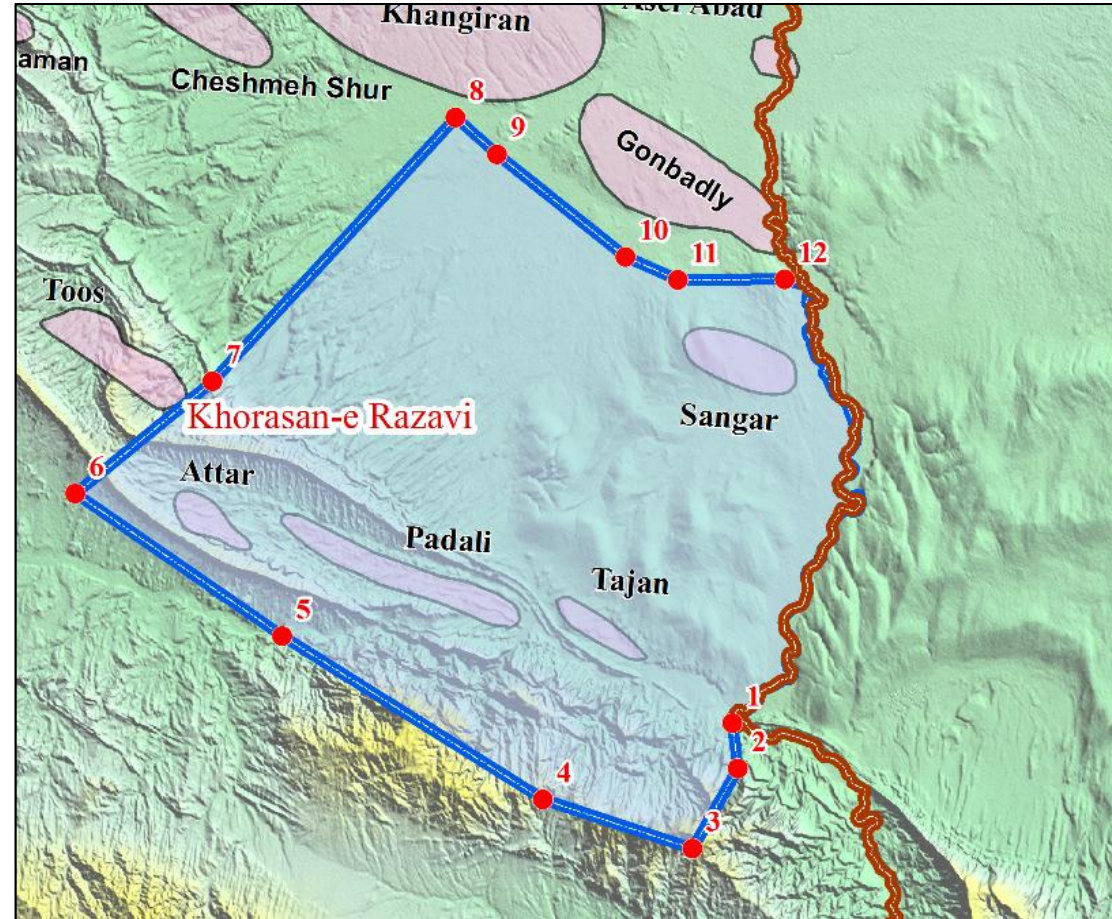 Khangiran
Abad
aman
Cheshmeh Shur
8
9
Gonbadly
10
11
12
Toos
7
Khorasan-e Razavi
Sangar
6
Attar
Padali
Tajan
5
1
2
4
3